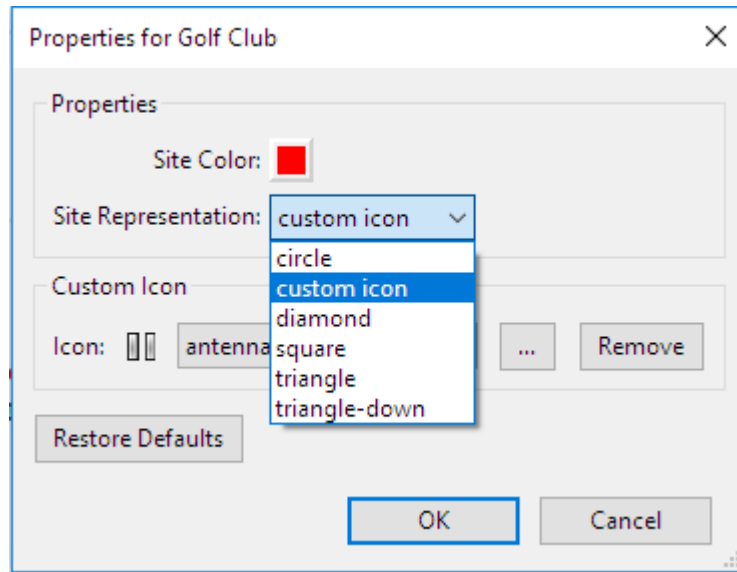 Properties for Golf Club
Properties
Site Color:
Site Representation: custom icon
circle
custom icon
diamond
square
triangle
triangle-down
Custom Icon
Icon: antenna ... Remove
Restore Defaults
OK Cancel